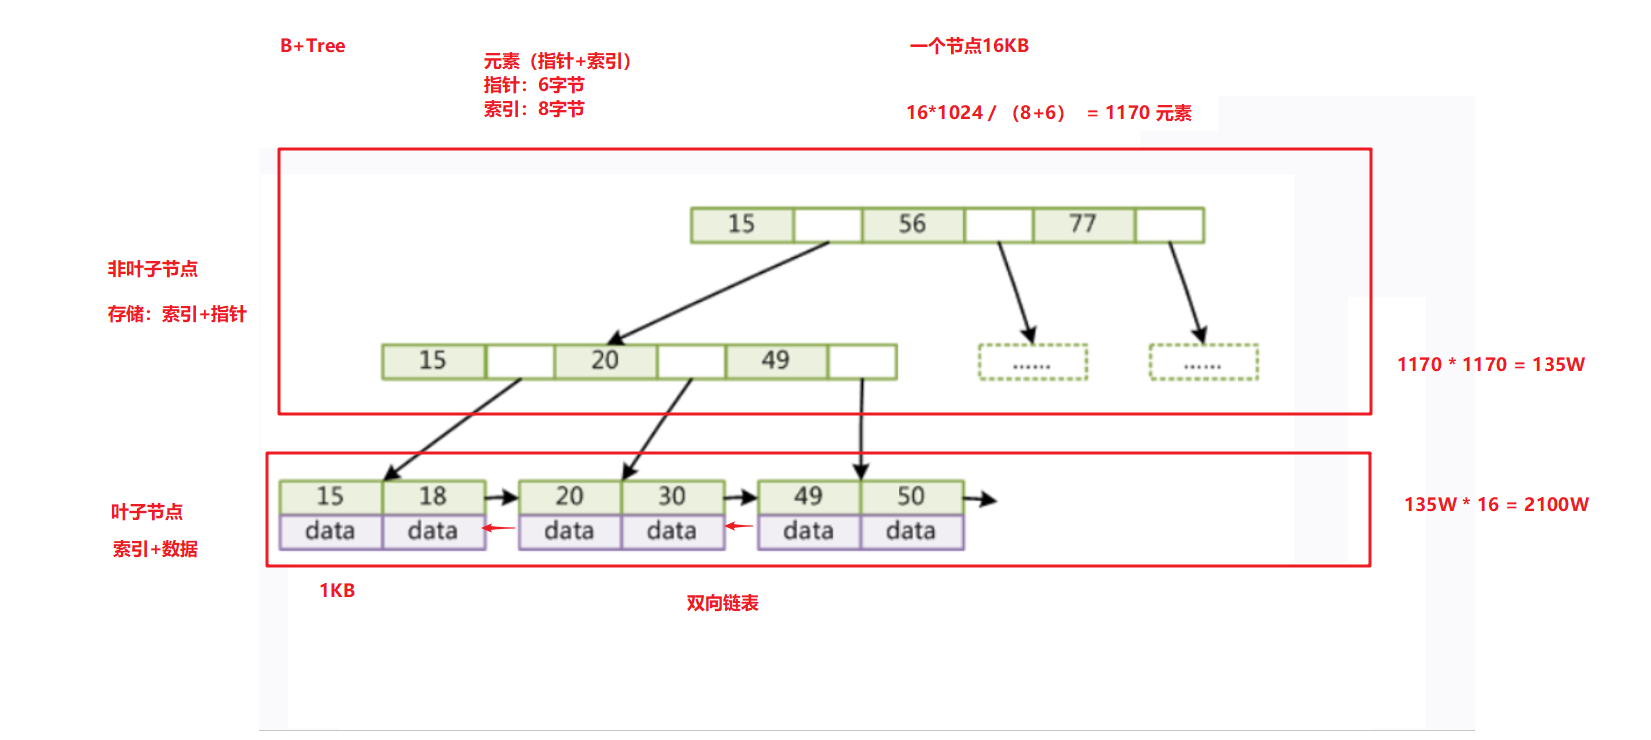 B+Tree
一个节点16KB
元素（指针+索引）
指针：6字节
索引：8字节
16*1024 / （8+6） = 1170 元素
15 56 77
非叶子节点
存储：索引+指针
15 20 49 ...... ......
1170 * 1170 = 135W
15 18 20 30 49 50
135W * 16 = 2100W
叶子节点
data data data data data data
索引+数据
1KB
双向链表